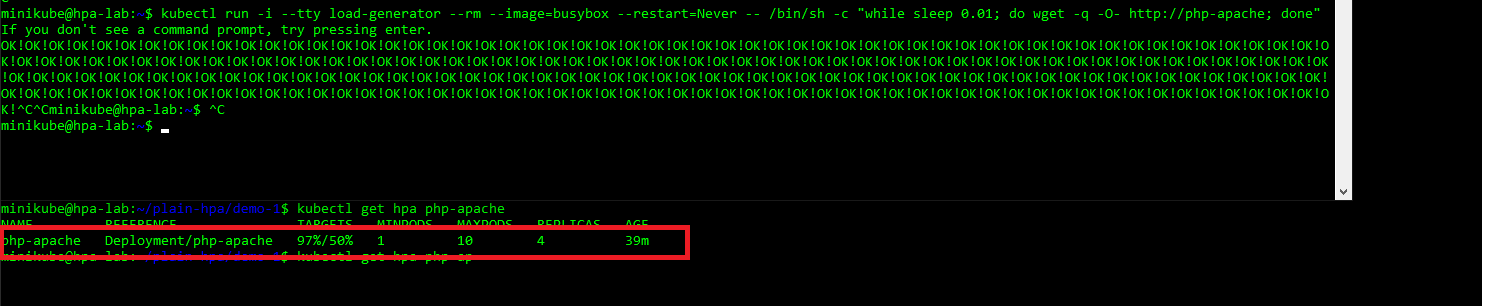 minikube@hpa-lab:~$ kubectl run -i --tty load-generator --rm --image=busybox --restart=Never -- /bin/sh -c "while sleep 0.01; do wget -q -O- http://php-apache; done"
If you don't see a command prompt, try pressing enter.
OK!OK!OK!OK!OK!OK!OK!OK!OK!OK!OK!OK!OK!OK!OK!OK!OK!OK!OK!OK!OK!OK!OK!OK!OK!OK!OK!OK!OK!OK!OK!OK!OK!OK!OK!OK!OK!OK!OK!OK!OK!OK!OK!OK!OK!OK!OK!OK!OK!OK!OK!OK!OK!OK!OK!O
K!OK!OK!OK!OK!OK!OK!OK!OK!OK!OK!OK!OK!OK!OK!OK!OK!OK!OK!OK!OK!OK!OK!OK!OK!OK!OK!OK!OK!OK!OK!OK!OK!OK!OK!OK!OK!OK!OK!OK!OK!OK!OK!OK!OK!OK!OK!OK!OK!OK!OK!OK!OK!OK!OK!OK
!OK!OK!OK!OK!OK!OK!OK!OK!OK!OK!OK!OK!OK!OK!OK!OK!OK!OK!OK!OK!OK!OK!OK!OK!OK!OK!OK!OK!OK!OK!OK!OK!OK!OK!OK!OK!OK!OK!OK!OK!OK!OK!OK!OK!OK!OK!OK!OK!OK!OK!OK!OK!OK!OK!OK!
OK!OK!OK!OK!OK!OK!OK!OK!OK!OK!OK!OK!OK!OK!OK!OK!OK!OK!OK!OK!OK!OK!OK!OK!OK!OK!OK!OK!OK!OK!OK!OK!OK!OK!OK!OK!OK!OK!OK!OK!OK!OK!OK!OK!OK!OK!OK!OK!OK!OK!OK!OK!OK!OK!OK!O
K!^C^Cminikube@hpa-lab:~$ ^C
minikube@hpa-lab:~$
minikube@hpa-lab:~/plain-hpa/demo-1$ kubectl get hpa php-apache
NAME REFERENCE TARGETS MINPODS MAXPODS REPLICAS AGE
php-apache Deployment/php-apache 97%/50% 1 10 4 39m
minikube@hpa-lab:~/plain-hpa/demo-1$ kubectl get hpa php-ap